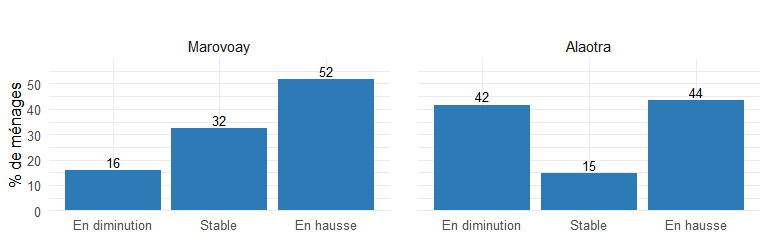 Marovoay
Alaotra
% de ménages
50
40
30
20
10
0
16
32
52
42
15
44
En diminution
Stable
En hausse
En diminution
Stable
En hausse